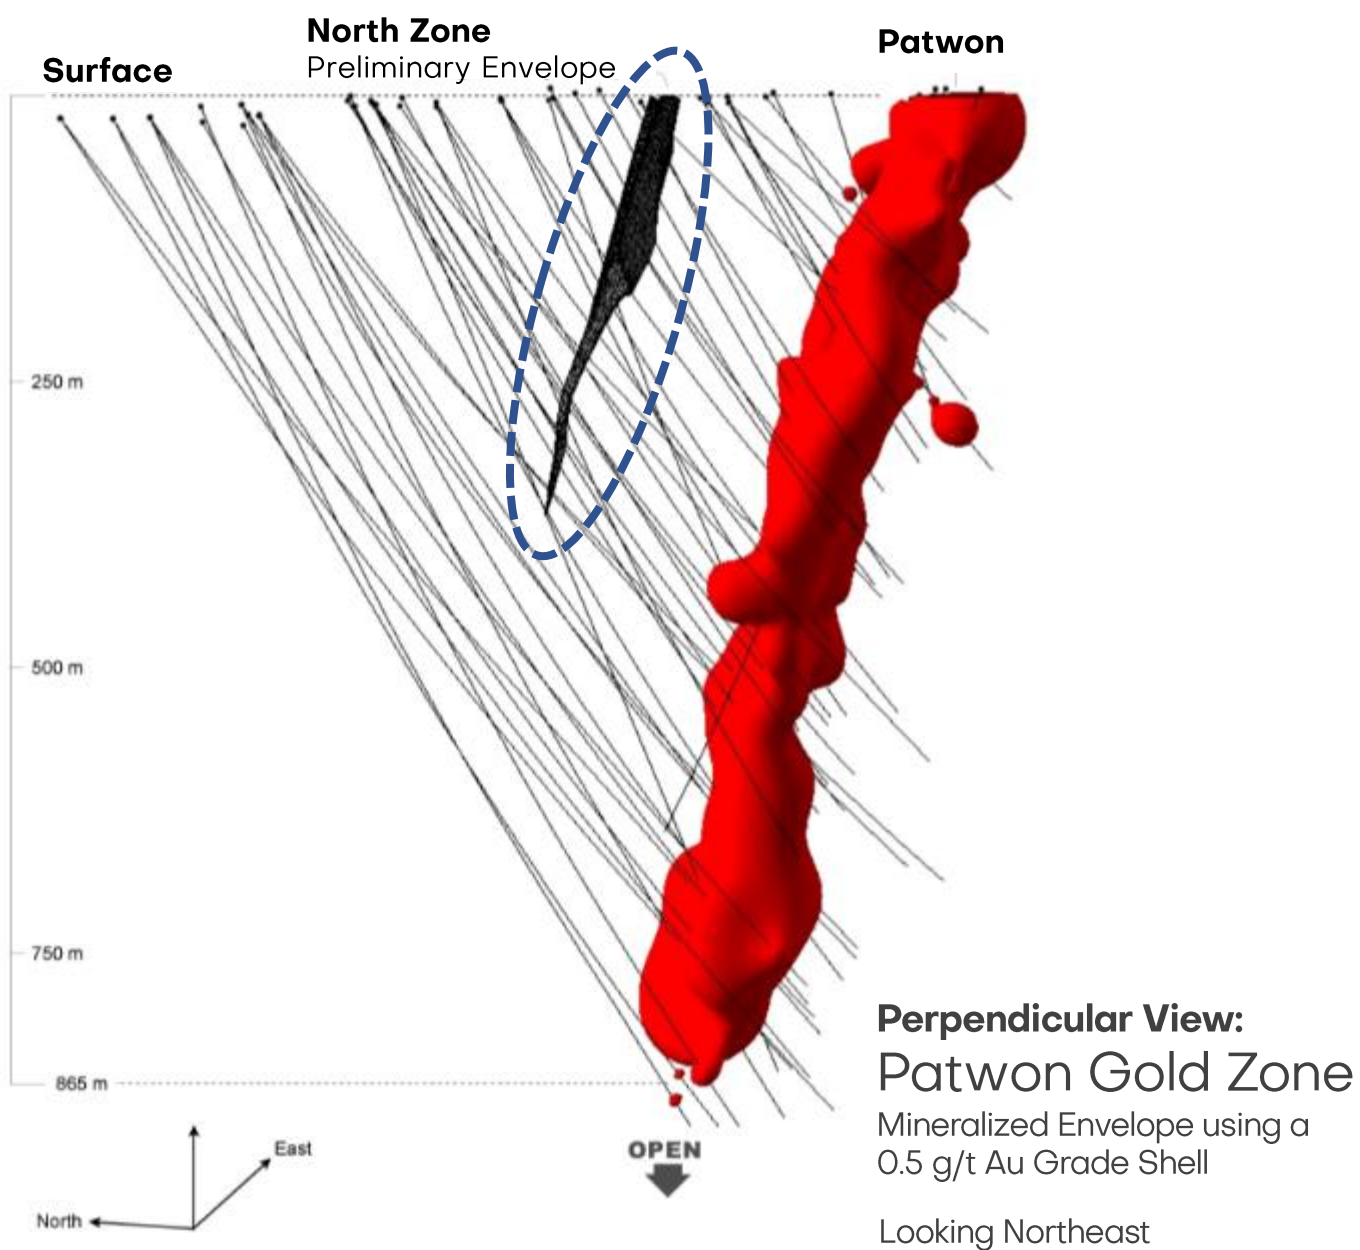 North Zone
Preliminary Envelope
Patwon
Surface
250 m
500 m
750 m
865 m
OPEN
East
North
Perpendicular View:
Patwon Gold Zone
Mineralized Envelope using a
0.5 g/t Au Grade Shell
Looking Northeast